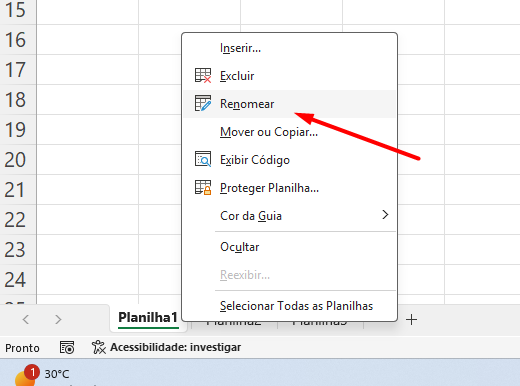 15
16
17
18
19
20
21
22
23
24
Inserir...
Excluir
Renomear
Mover ou Copiar...
Exibir Código
Proteger Planilha...
Cor da Guia
Ocultar
Reexibir...
Selecionar Todas as Planilhas
Planilha1 Planilha2 Planilha3
Pronto Acessibilidade: investigar
1 30°C